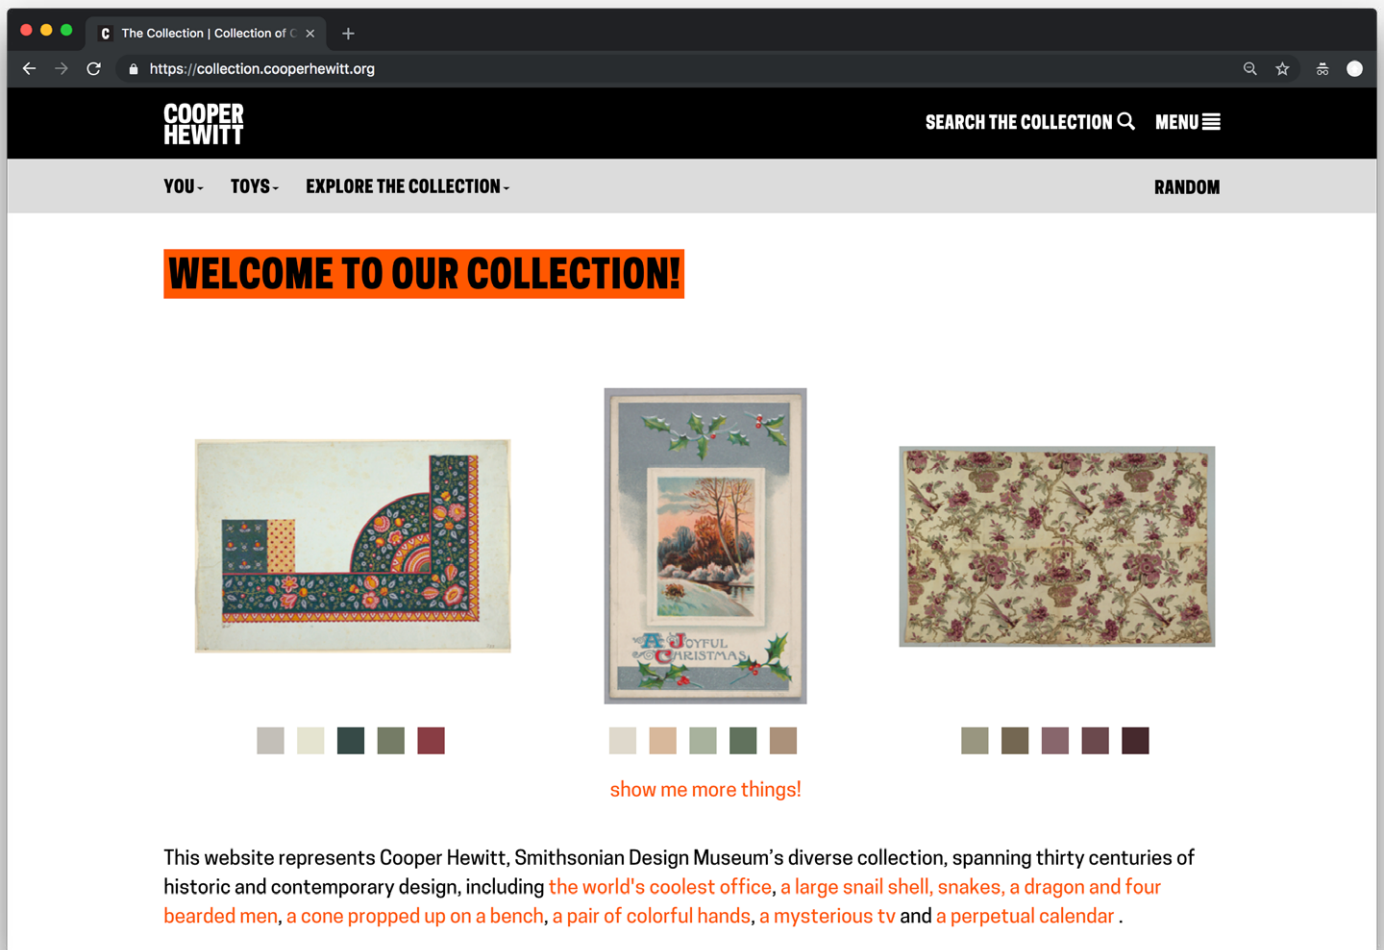 The Collection | Collection of C
https://collection.cooperhewitt.org
COOPER
HEWITT
SEARCH THE COLLECTION
MENU
YOU
TOYS
EXPLORE THE COLLECTION
RANDOM
WELCOME TO OUR COLLECTION!
A JOYFUL
CHRISTMAS
show me more things!
This website represents Cooper Hewitt, Smithsonian Design Museum's diverse collection, spanning thirty centuries of
historic and contemporary design, including the world's coolest office, a large snail shell, snakes, a dragon and four
bearded men, a cone propped up on a bench, a pair of colorful hands, a mysterious tv and a perpetual calendar .